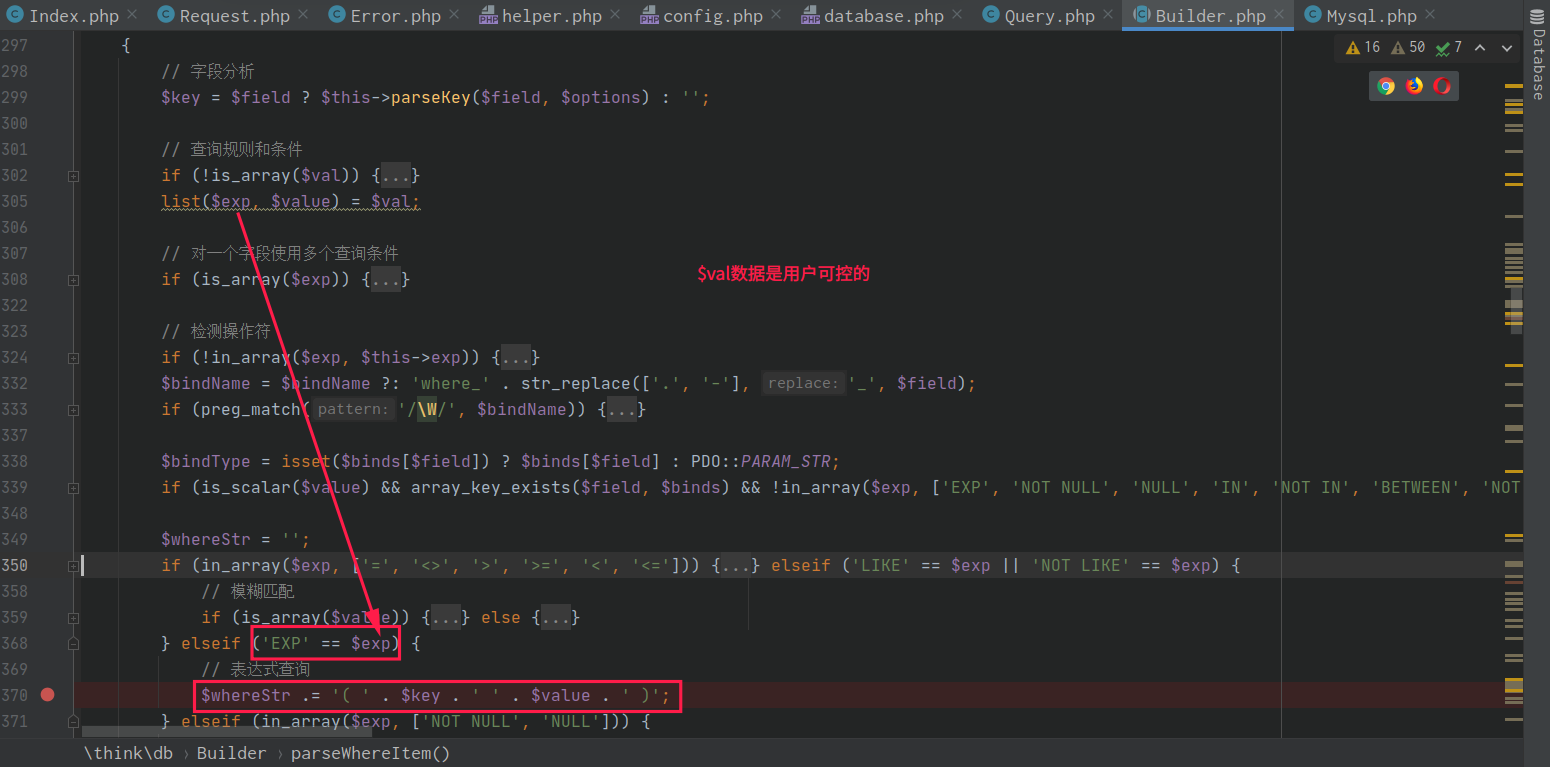 Index.php Request.php Error.php helper.php config.php database.php Query.php Builder.php Mysql.php
Database
16 50 7
297 {
298 // 字段分析
299 $key = $field ? $this->parseKey($field, $options) : '';
300
301 // 查询规则和条件
302 if (!is_array($val)) {...}
305 list($exp, $value) = $val;
306
307 // 对一个字段使用多个查询条件
308 if (is_array($exp)) {...}
$val数据是用户可控的
322
323 // 检测操作符
324 if (!in_array($exp, $this->exp)) {...}
332 $bindName = $bindName ?: 'where_' . str_replace(['.', '-'], replace: '_', $field);
333 if (preg_match( pattern: '/\W/', $bindName)) {...}
337
338 $bindType = isset($binds[$field]) ? $binds[$field] : PDO::PARAM_STR;
339 if (is_scalar($value) && array_key_exists($field, $binds) && !in_array($exp, ['EXP', 'NOT NULL', 'NULL', 'IN', 'NOT IN', 'BETWEEN', 'NOT
348
349 $whereStr = '';
350 if (in_array($exp, ['=', '<>', '>', '>=', '<', '<='])) {...} elseif ('LIKE' == $exp || 'NOT LIKE' == $exp) {
358 // 模糊匹配
359 if (is_array($value)) {...} else {...}
368 } elseif ('EXP' == $exp) {
369 // 表达式查询
370 $whereStr .= '( ' . $key . ' ' . $value . ' )';
371 } elseif (in_array($exp, ['NOT NULL', 'NULL'])) {
\think\db › Builder › parseWhereItem()